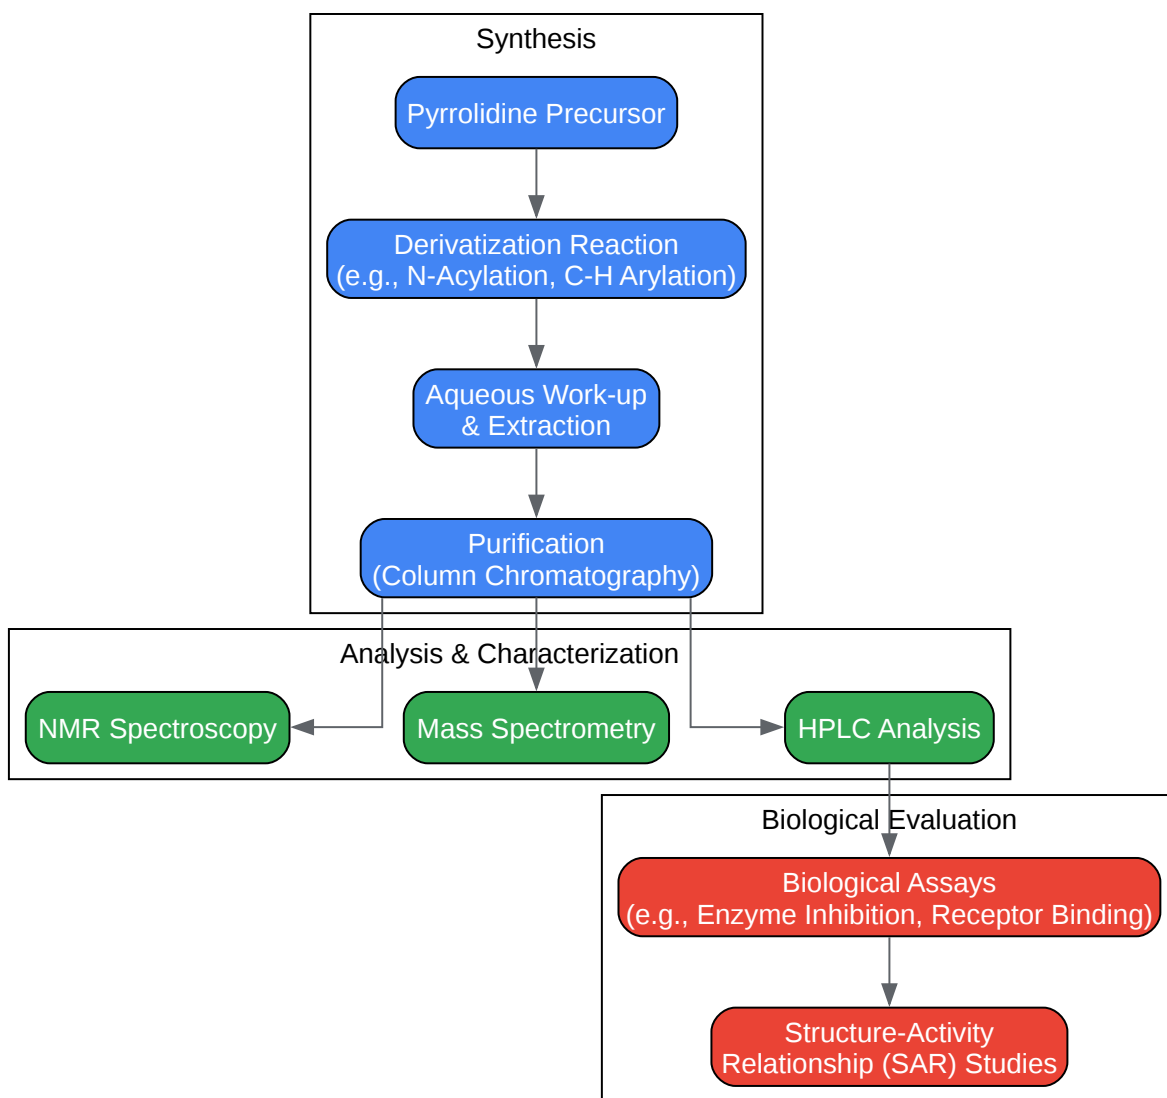 Synthesis
Pyrrolidine Precursor
Derivatization Reaction
(e.g., N-Acylation, C-H Arylation)
Aqueous Work-up
& Extraction
Purification
(Column Chromatography)
Analysis & Characterization
NMR Spectroscopy
Mass Spectrometry
HPLC Analysis
Biological Evaluation
Biological Assays
(e.g., Enzyme Inhibition, Receptor Binding)
Structure-Activity
Relationship (SAR) Studies